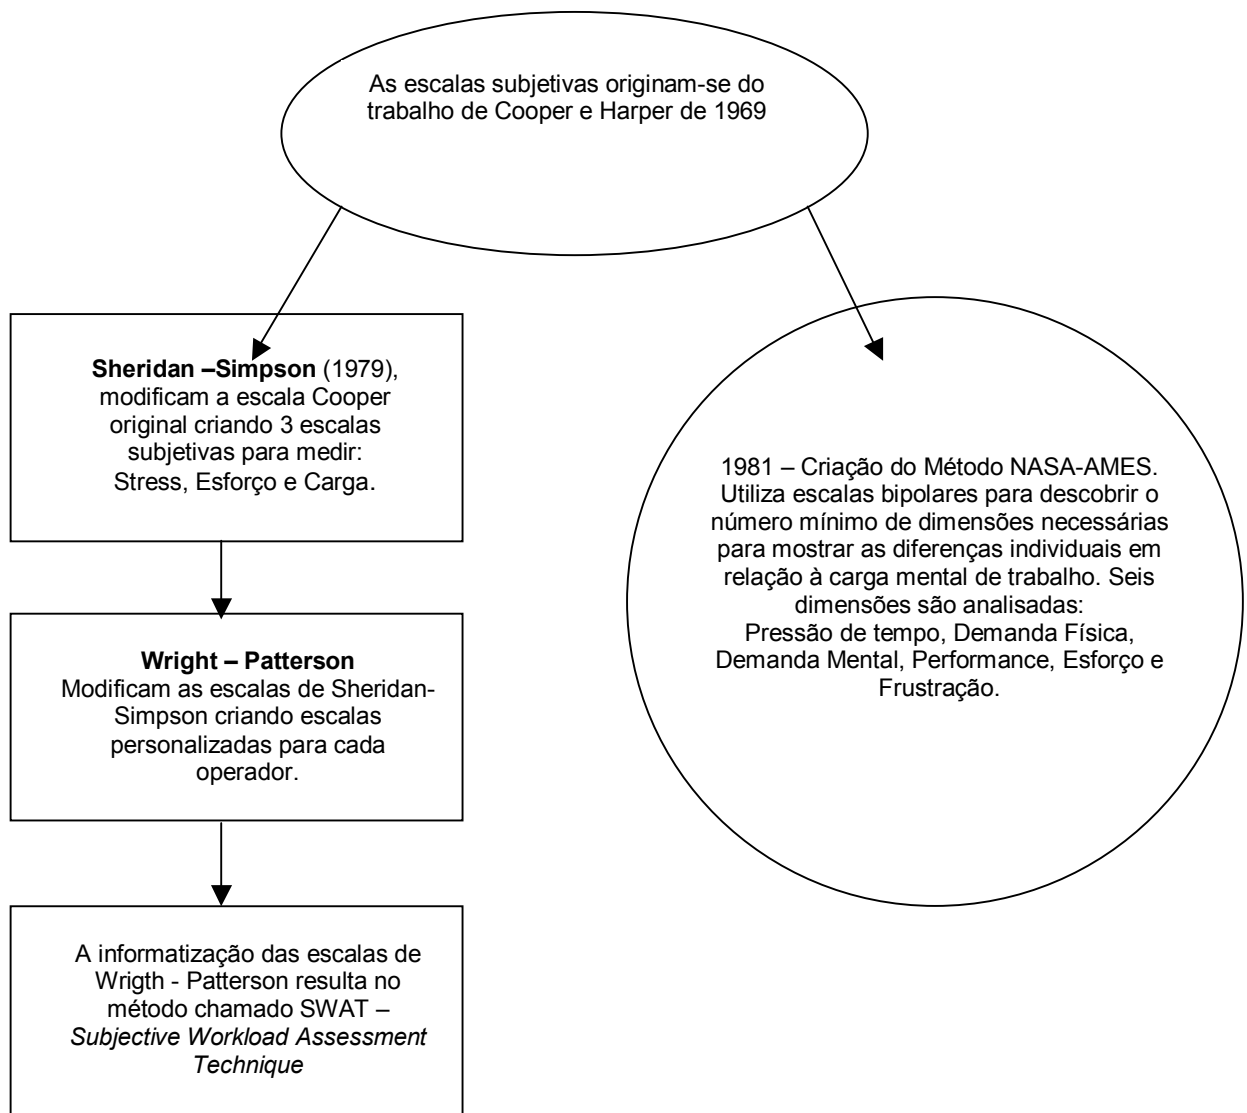 As escalas subjetivas originam-se do
trabalho de Cooper e Harper de 1969
Sheridan –Simpson (1979),
modificam a escala Cooper
original criando 3 escalas
subjetivas para medir:
Stress, Esforço e Carga.
Wright – Patterson
Modificam as escalas de Sheridan-
Simpson criando escalas
personalizadas para cada
operador.
A informatização das escalas de
Wrigth - Patterson resulta no
método chamado SWAT –
Subjective Workload Assessment
Technique
1981 – Criação do Método NASA-AMES.
Utiliza escalas bipolares para descobrir o
número mínimo de dimensões necessárias
para mostrar as diferenças individuais em
relação à carga mental de trabalho. Seis
dimensões são analisadas:
Pressão de tempo, Demanda Física,
Demanda Mental, Performance, Esforço e
Frustração.